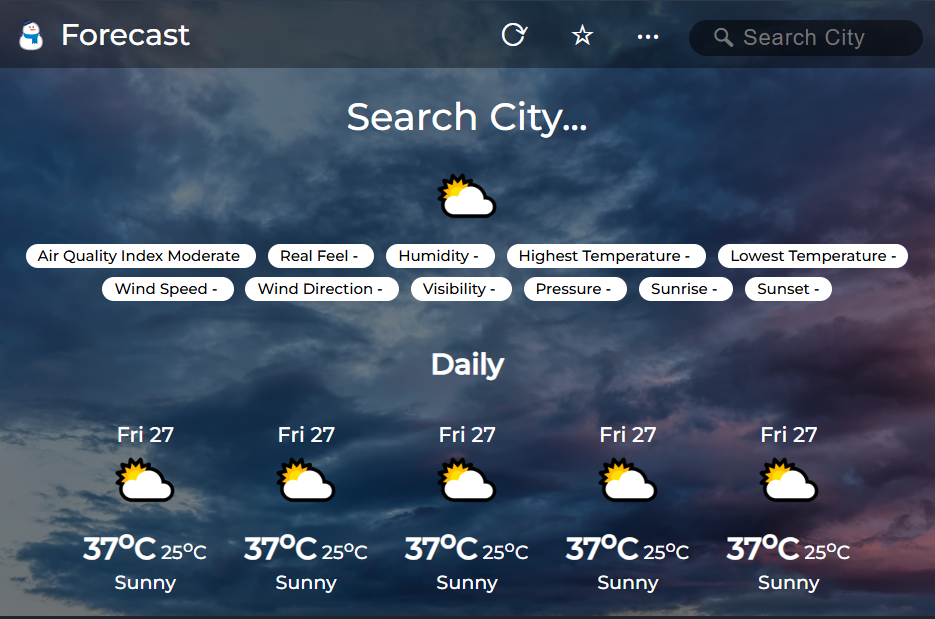 Forecast
Search City
Search City...
Air Quality Index Moderate Real Feel - Humidity - Highest Temperature - Lowest Temperature -
Wind Speed - Wind Direction - Visibility - Pressure - Sunrise - Sunset -
Daily
Fri 27 Fri 27 Fri 27 Fri 27 Fri 27
37°C 25°C 37°C 25°C 37°C 25°C 37°C 25°C 37°C 25°C
Sunny Sunny Sunny Sunny Sunny